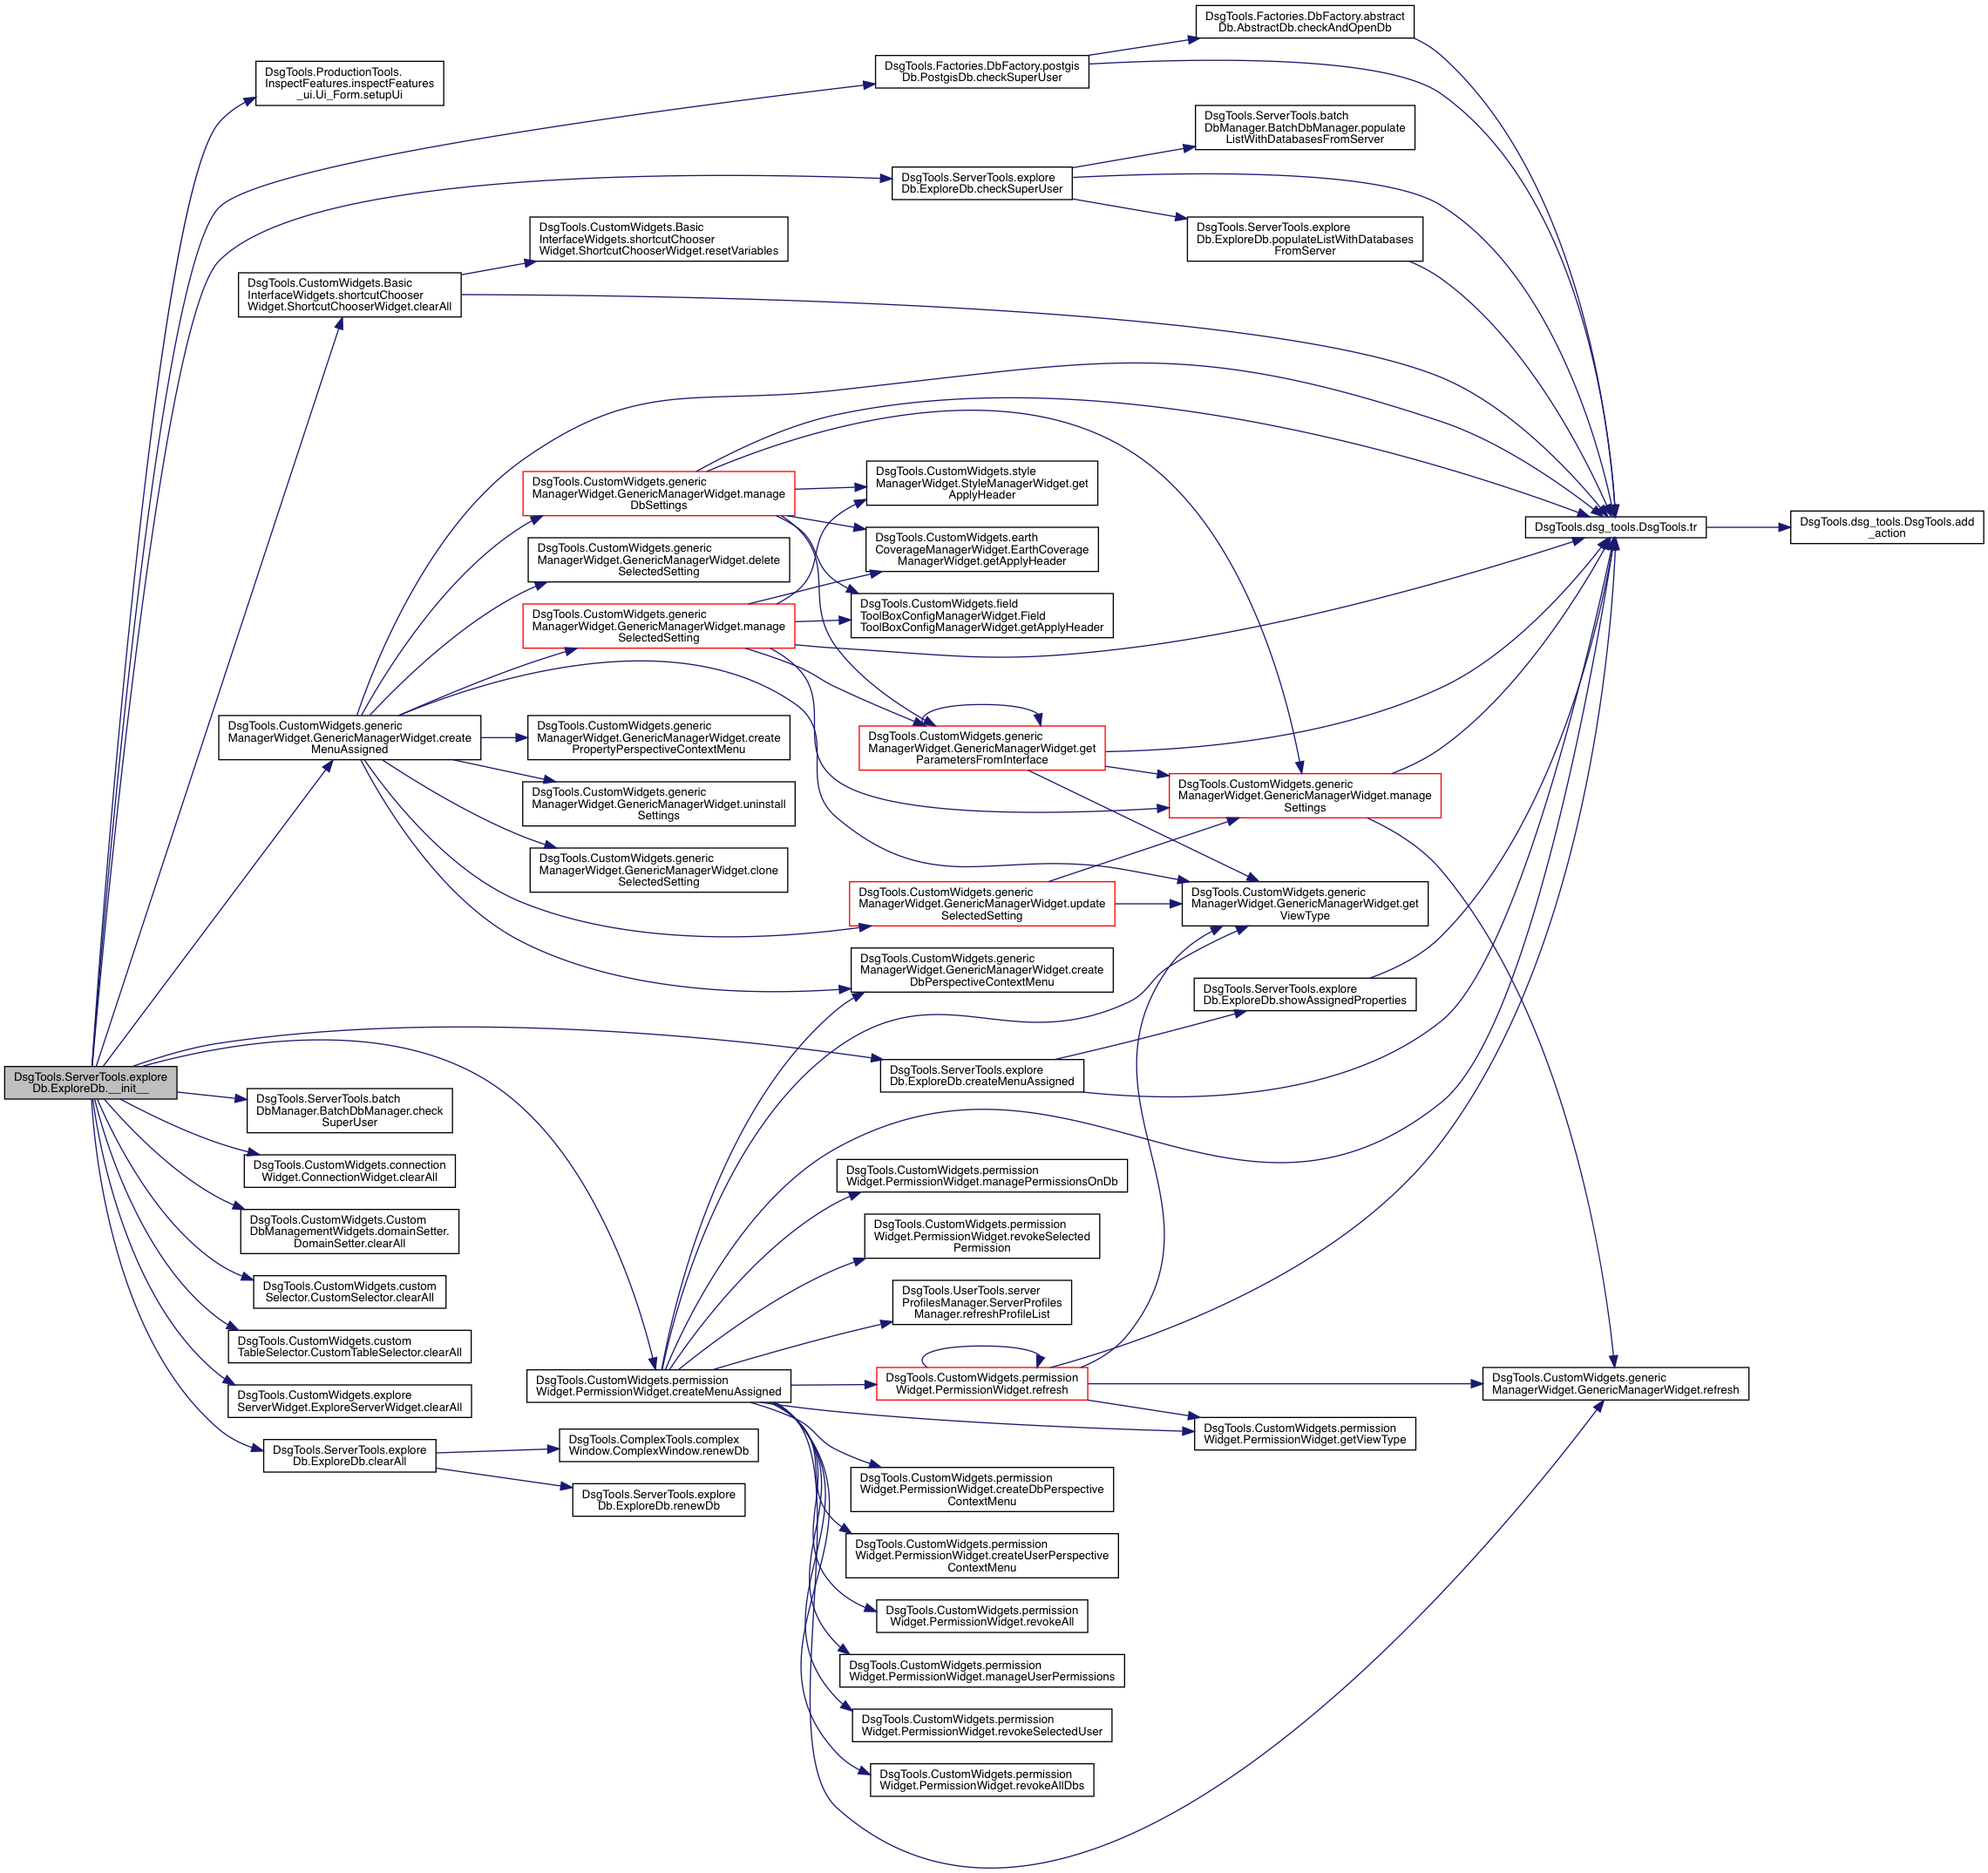 DsgTools.Factories.DbFactory.abstract
Db.AbstractDb.checkAndOpenDb
DsgTools.ProductionTools.
InspectFeatures.inspectFeatures
_ui.Ui_Form.setupUi
DsgTools.Factories.DbFactory.postgis
Db.PostgisDb.checkSuperUser
DsgTools.ServerTools.batch
DbManager.BatchDbManager.populate
ListWithDatabasesFromServer
DsgTools.ServerTools.explore
Db.ExploreDb.checkSuperUser
DsgTools.CustomWidgets.Basic
InterfaceWidgets.shortcutChooser
Widget.ShortcutChooserWidget.resetVariables
DsgTools.ServerTools.explore
Db.ExploreDb.populateListWithDatabases
FromServer
DsgTools.CustomWidgets.Basic
InterfaceWidgets.shortcutChooser
Widget.ShortcutChooserWidget.clearAll
DsgTools.CustomWidgets.generic
ManagerWidget.GenericManagerWidget.manage
DbSettings
DsgTools.CustomWidgets.style
ManagerWidget.StyleManagerWidget.get
ApplyHeader
DsgTools.dsg_tools.DsgTools.tr
DsgTools.dsg_tools.DsgTools.add
_action
DsgTools.CustomWidgets.generic
ManagerWidget.GenericManagerWidget.delete
SelectedSetting
DsgTools.CustomWidgets.earth
CoverageManagerWidget.EarthCoverage
ManagerWidget.getApplyHeader
DsgTools.CustomWidgets.generic
ManagerWidget.GenericManagerWidget.manage
SelectedSetting
DsgTools.CustomWidgets.field
ToolBoxConfigManagerWidget.Field
ToolBoxConfigManagerWidget.getApplyHeader
DsgTools.CustomWidgets.generic
ManagerWidget.GenericManagerWidget.create
MenuAssigned
DsgTools.CustomWidgets.generic
ManagerWidget.GenericManagerWidget.create
PropertyPerspectiveContextMenu
DsgTools.CustomWidgets.generic
ManagerWidget.GenericManagerWidget.get
ParametersFromInterface
DsgTools.CustomWidgets.generic
ManagerWidget.GenericManagerWidget.uninstall
Settings
DsgTools.CustomWidgets.generic
ManagerWidget.GenericManagerWidget.manage
Settings
DsgTools.CustomWidgets.generic
ManagerWidget.GenericManagerWidget.clone
SelectedSetting
DsgTools.CustomWidgets.generic
ManagerWidget.GenericManagerWidget.update
SelectedSetting
DsgTools.CustomWidgets.generic
ManagerWidget.GenericManagerWidget.get
ViewType
DsgTools.CustomWidgets.generic
ManagerWidget.GenericManagerWidget.create
DbPerspectiveContextMenu
DsgTools.ServerTools.explore
Db.ExploreDb.showAssignedProperties
DsgTools.ServerTools.explore
Db.ExploreDb.__init__
DsgTools.ServerTools.explore
Db.ExploreDb.createMenuAssigned
DsgTools.ServerTools.batch
DbManager.BatchDbManager.check
SuperUser
DsgTools.CustomWidgets.connection
Widget.ConnectionWidget.clearAll
DsgTools.CustomWidgets.permission
Widget.PermissionWidget.managePermissionsOnDb
DsgTools.CustomWidgets.Custom
DbManagementWidgets.domainSetter.
DomainSetter.clearAll
DsgTools.CustomWidgets.permission
Widget.PermissionWidget.revokeSelected
Permission
DsgTools.CustomWidgets.custom
Selector.CustomSelector.clearAll
DsgTools.UserTools.server
ProfilesManager.ServerProfiles
Manager.refreshProfileList
DsgTools.CustomWidgets.custom
TableSelector.CustomTableSelector.clearAll
DsgTools.CustomWidgets.permission
Widget.PermissionWidget.createMenuAssigned
DsgTools.CustomWidgets.permission
Widget.PermissionWidget.refresh
DsgTools.CustomWidgets.generic
ManagerWidget.GenericManagerWidget.refresh
DsgTools.CustomWidgets.explore
ServerWidget.ExploreServerWidget.clearAll
DsgTools.CustomWidgets.permission
Widget.PermissionWidget.getViewType
DsgTools.ServerTools.explore
Db.ExploreDb.clearAll
DsgTools.ComplexTools.complex
Window.ComplexWindow.renewDb
DsgTools.ServerTools.explore
Db.ExploreDb.renewDb
DsgTools.CustomWidgets.permission
Widget.PermissionWidget.createDbPerspective
ContextMenu
DsgTools.CustomWidgets.permission
Widget.PermissionWidget.createUserPerspective
ContextMenu
DsgTools.CustomWidgets.permission
Widget.PermissionWidget.revokeAll
DsgTools.CustomWidgets.permission
Widget.PermissionWidget.manageUserPermissions
DsgTools.CustomWidgets.permission
Widget.PermissionWidget.revokeSelectedUser
DsgTools.CustomWidgets.permission
Widget.PermissionWidget.revokeAllDbs